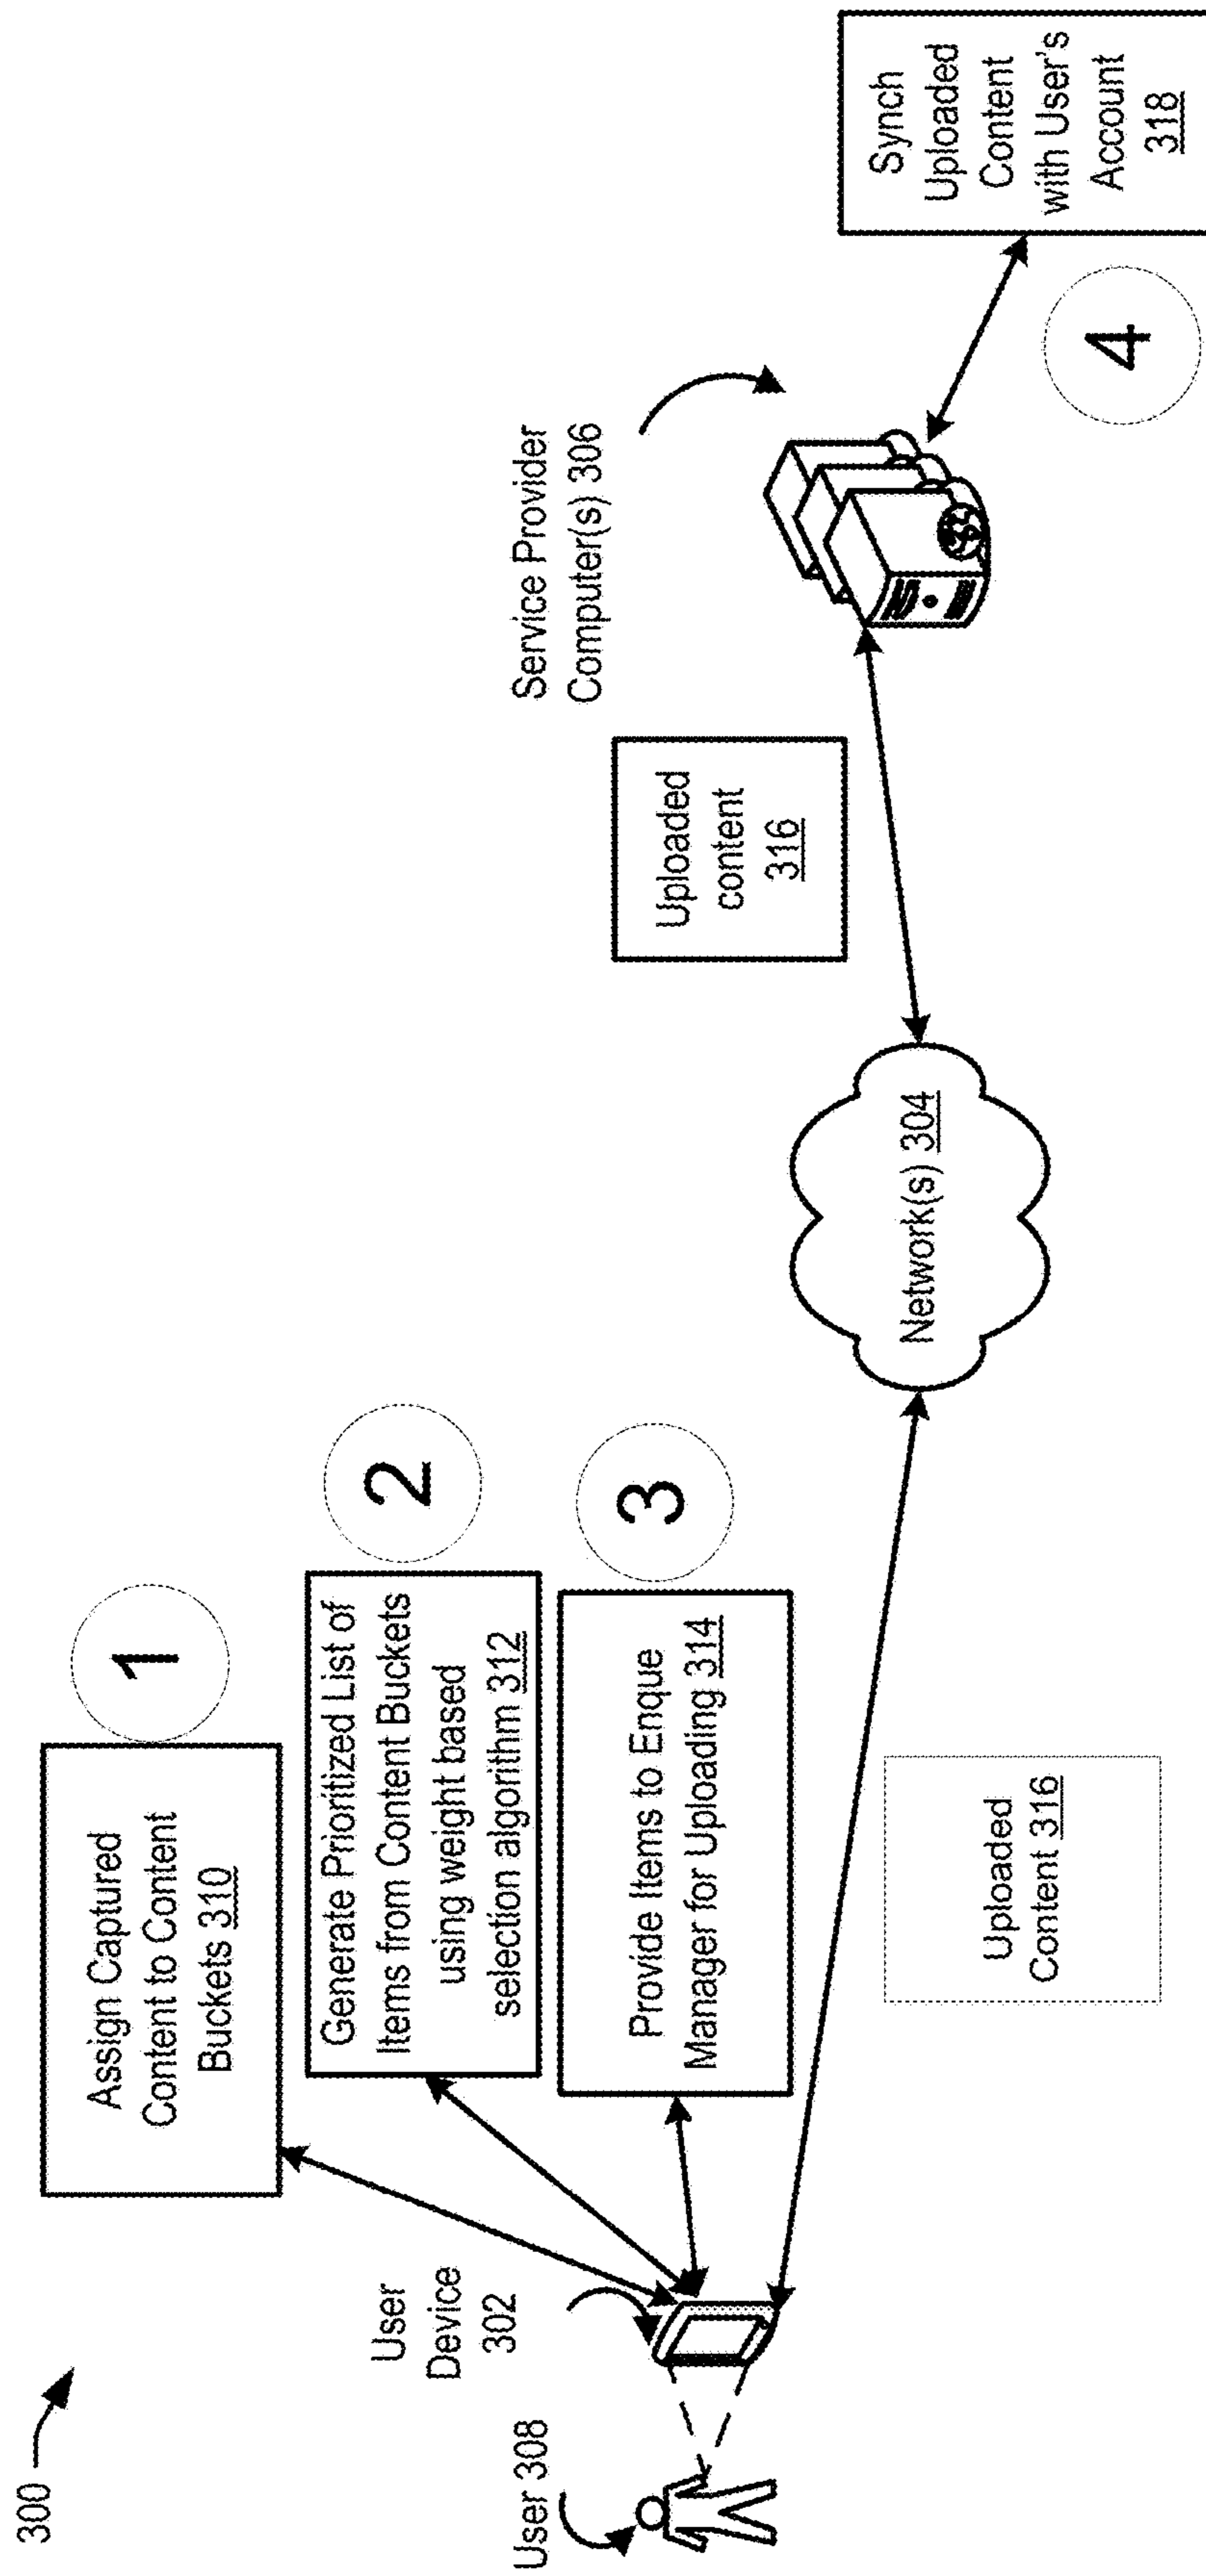 300
User 308
User
Device
302
Assign Captured
Content to Content
Buckets 310
1
Generate Prioritized List of
Items from Content Buckets
using weight based
selection algorithm 312
2
Provide Items to Enque
Manager for Uploading 314
3
Uploaded
Content 316
Network(s) 304
Uploaded
content
316
Service Provider
Computer(s) 306
4
Synch
Uploaded
Content
with User's
Account
318